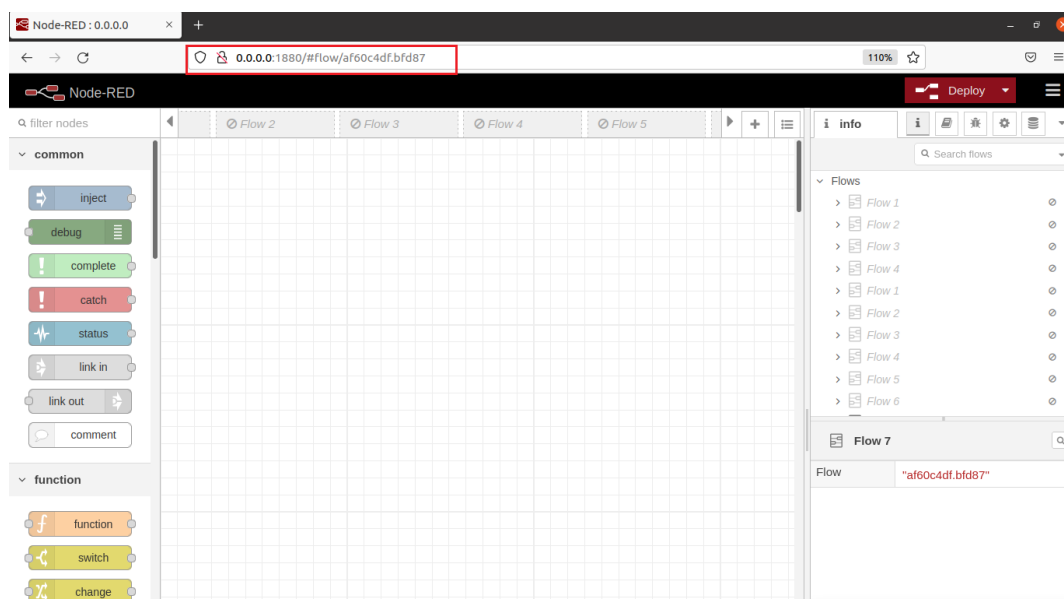 Node-RED : 0.0.0.0
0.0.0.0:1880/#flow/af60c4df.bfd87
110%
Node-RED
Deploy
filter nodes
Flow 2
Flow 3
Flow 4
Flow 5
i info
Search flows
common
inject
debug
complete
catch
status
link in
link out
comment
function
function
switch
change
Flows
Flow 1
Flow 2
Flow 3
Flow 4
Flow 1
Flow 2
Flow 3
Flow 4
Flow 5
Flow 6
Flow 7
Flow "af60c4df.bfd87"